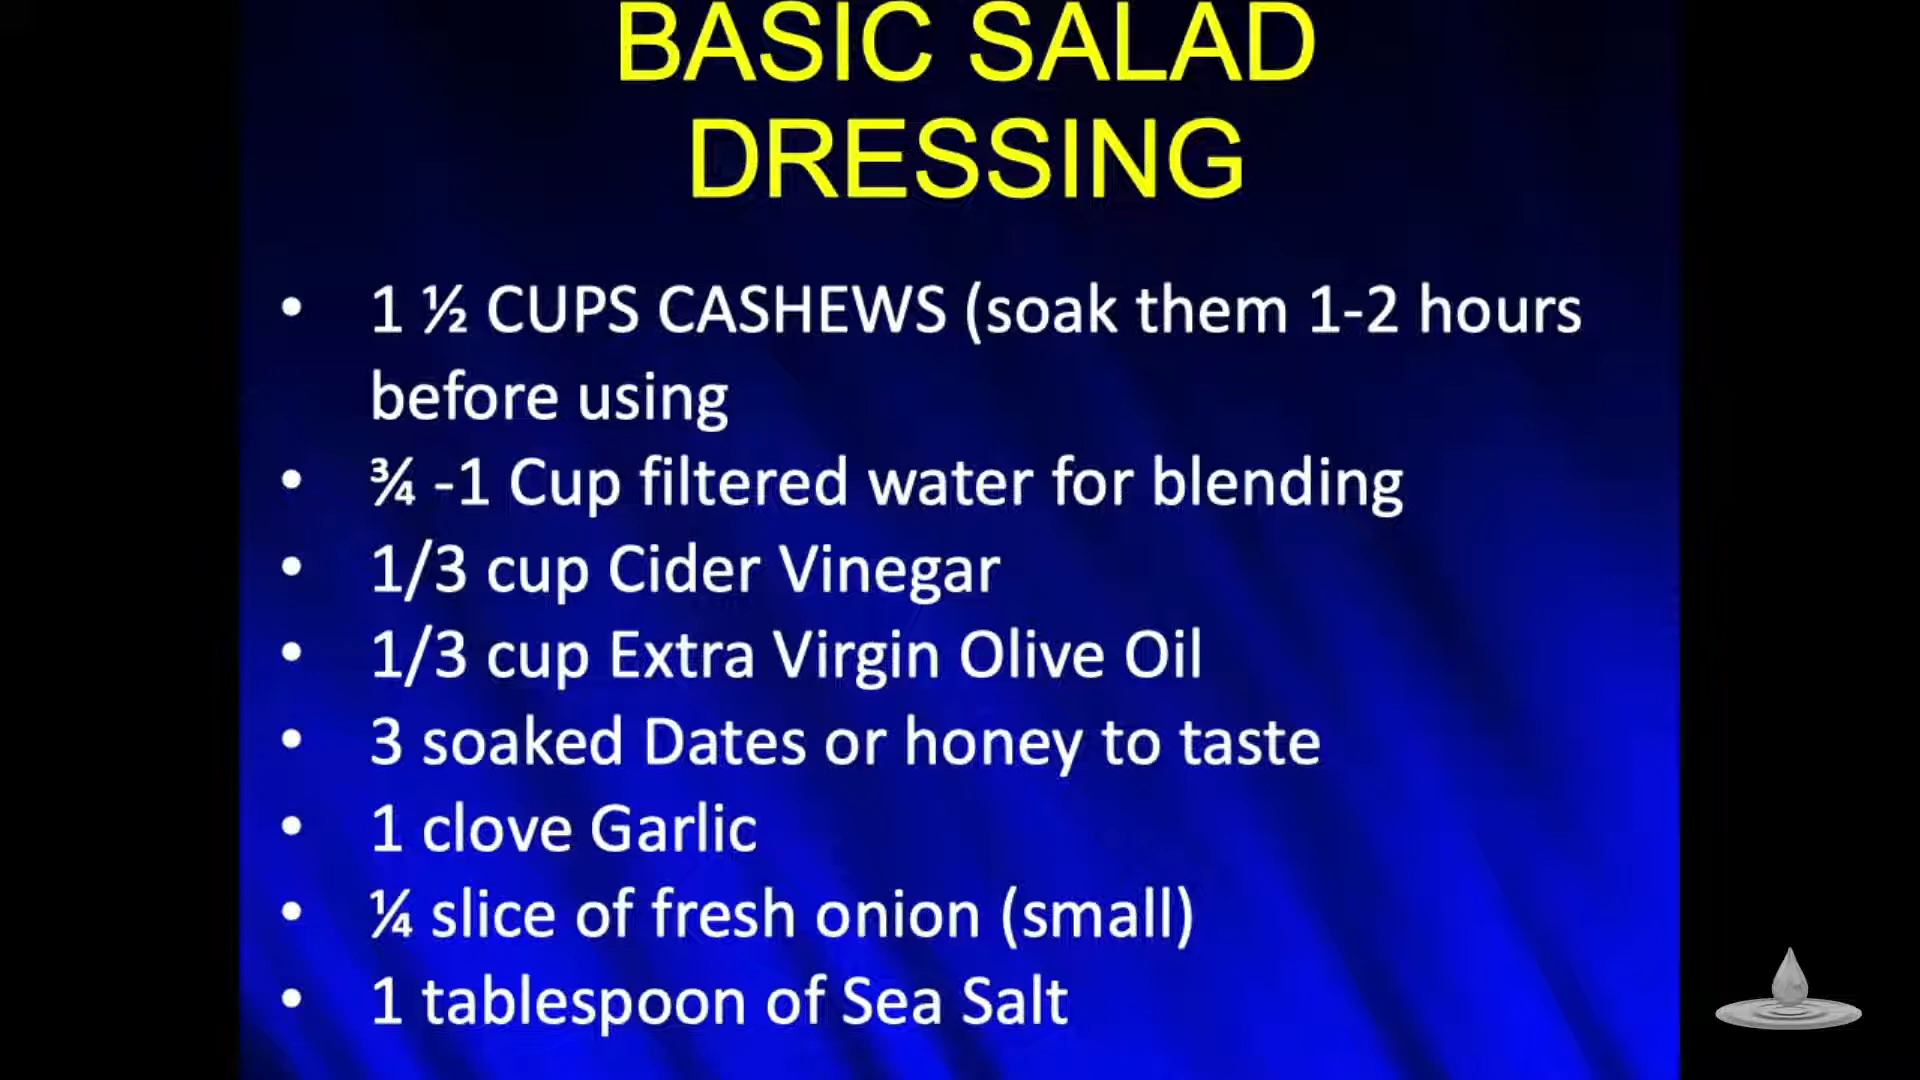 BASIC SALAD
DRESSING
• 1 ½ CUPS CASHEWS (soak them 1-2 hours
before using
• ¾ -1 Cup filtered water for blending
• 1/3 cup Cider Vinegar
• 1/3 cup Extra Virgin Olive Oil
• 3 soaked Dates or honey to taste
• 1 clove Garlic
• ¼ slice of fresh onion (small)
• 1 tablespoon of Sea Salt